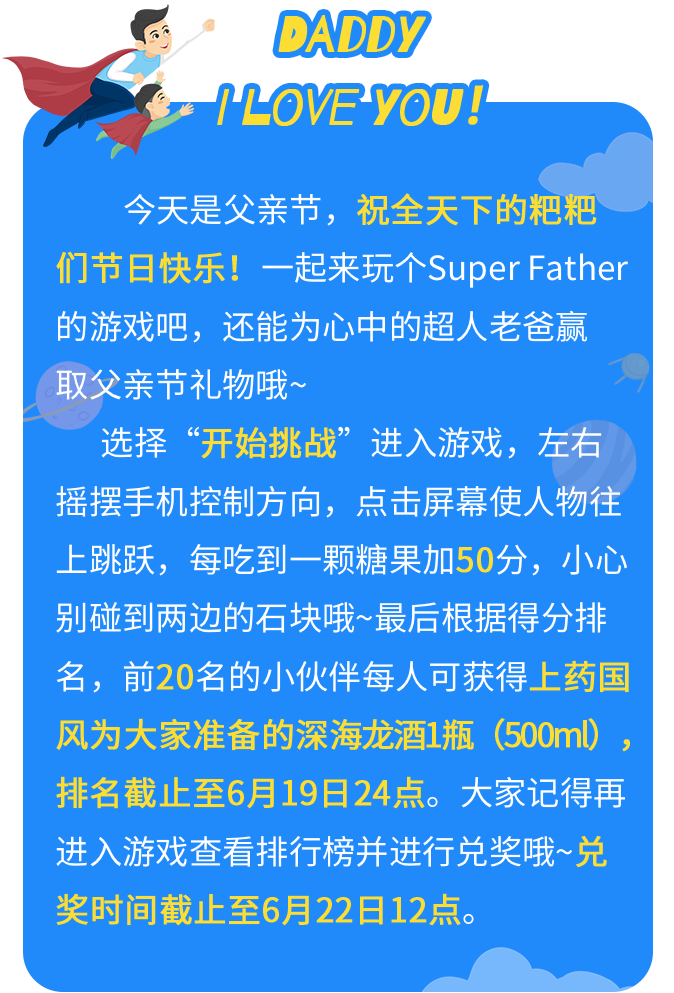 DADDY
I LOVE YOU!
今天是父亲节，祝全天下的粑粑
们节日快乐！一起来玩个Super Father
的游戏吧，还能为心中的超人老爸赢
取父亲节礼物哦~
选择“开始挑战”进入游戏，左右
摇摆手机控制方向，点击屏幕使人物往
上跳跃，每吃到一颗糖果加50分，小心
别碰到两边的石块哦~最后根据得分排
名，前20名的小伙伴每人可获得上药国
风为大家准备的深海龙酒1瓶（500ml），
排名截止至6月19日24点。大家记得再
进入游戏查看排行榜并进行兑奖哦~兑
奖时间截止至6月22日12点。